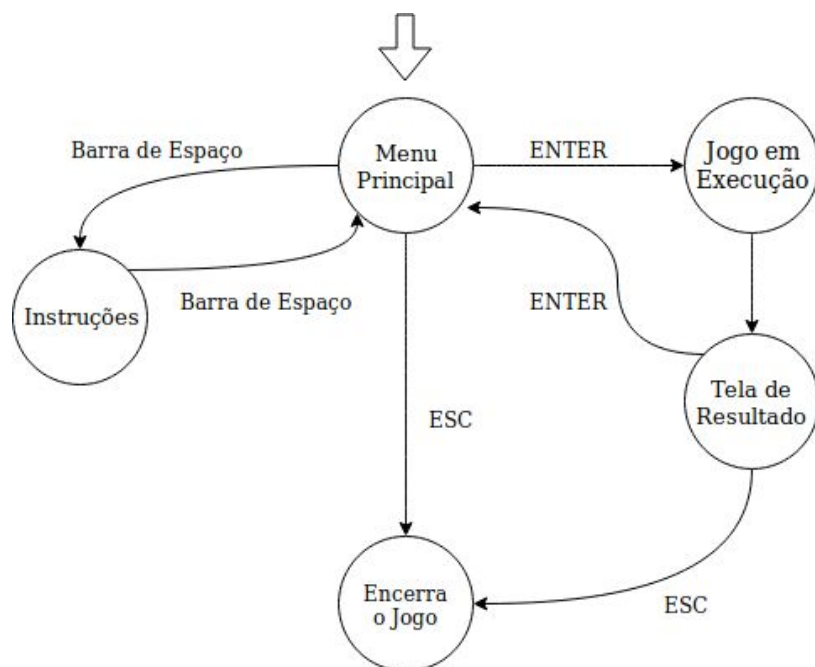 Barra de Espaço
Menu
Principal
ENTER
Jogo em
Execução
Instruções
Barra de Espaço
ENTER
Tela de
Resultado
ESC
Encerra
o Jogo
ESC